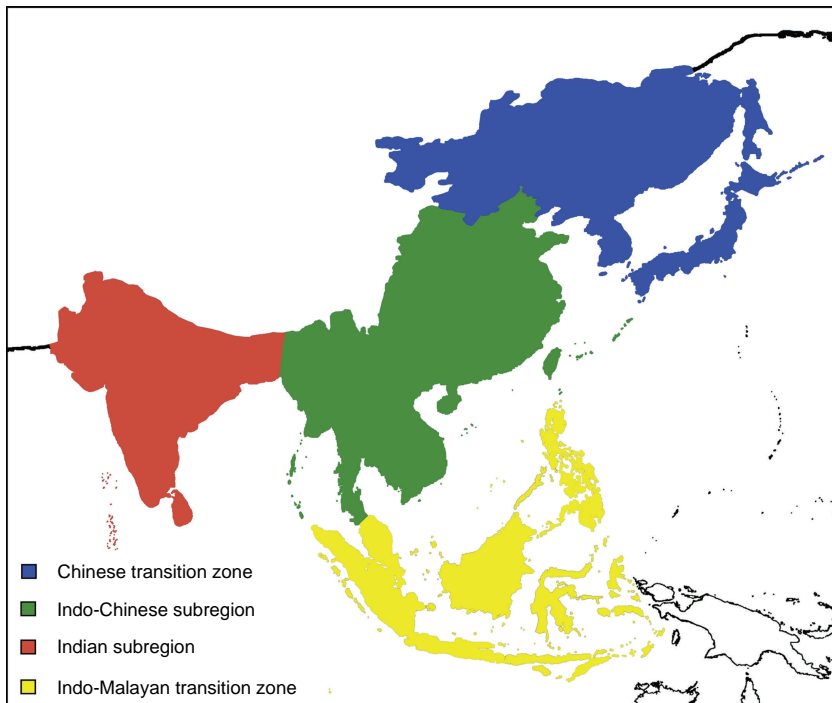 Chinese transition zone
Indo-Chinese subregion
Indian subregion
Indo-Malayan transition zone